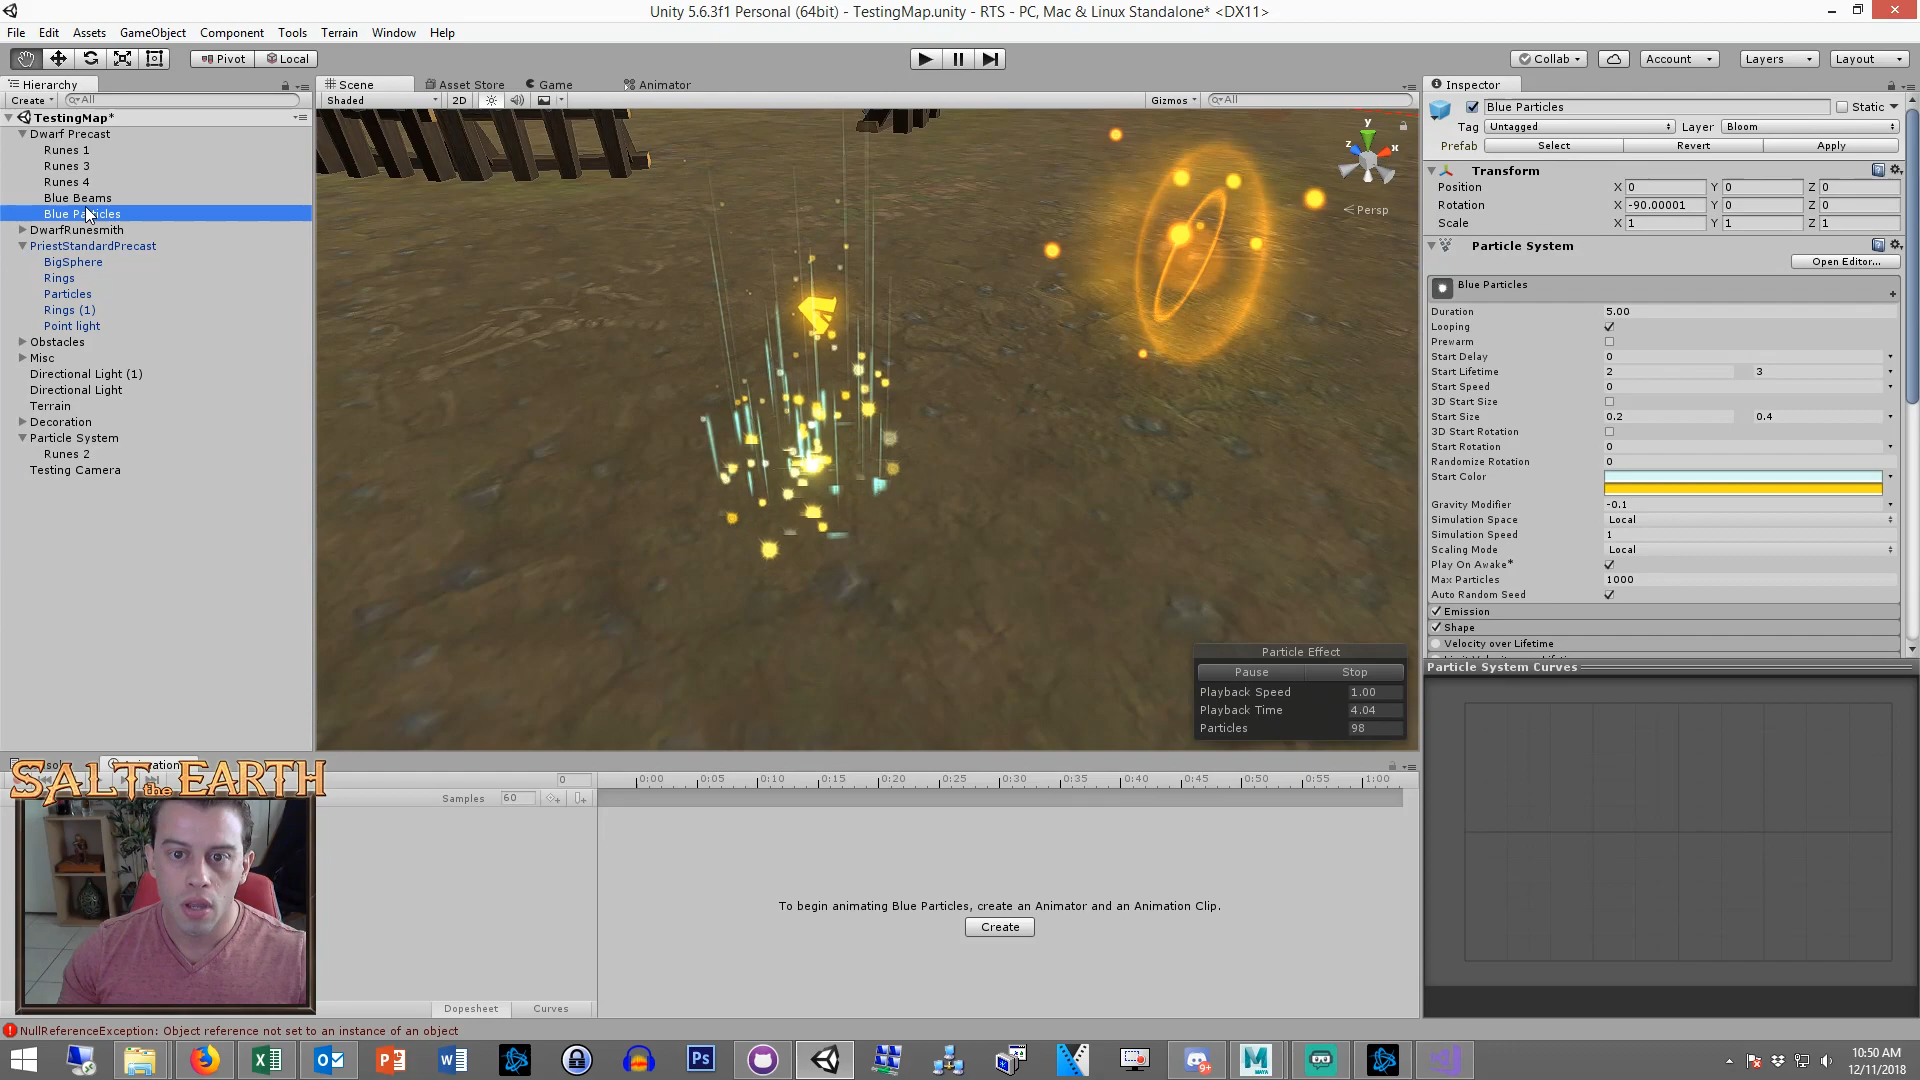 Unity 5.6.3f1 Personal (64bit) - TestingMap.unity - RTS - PC, Mac & Linux Standalone* <DX11>
File Edit Assets GameObject Component Tools Terrain Window Help
Pivot Local Collab Account Layers Layout
Hierarchy Scene Asset Store Game Animator Inspector
Create All Shaded 2D Gizmos All
TestingMap*
Dwarf Precast
Runes 1
Runes 3
Runes 4
Blue Beams
Blue Particles
DwarfRunesmith
PriestStandardPrecast
BigSphere
Rings
Particles
Rings (1)
Point light
Obstacles
Misc
Directional Light (1)
Directional Light
Terrain
Decoration
Particle System
Runes 2
Testing Camera
y
z x
Persp
Particle Effect
Pause Stop
Playback Speed 1.00
Playback Time 4.04
Particles 98
Blue Particles Static
Tag Untagged Layer Bloom
Prefab Select Revert Apply
Transform
Position X 0 Y 0 Z 0
Rotation X -90.00001 Y 0 Z 0
Scale X 1 Y 1 Z 1
Particle System
Open Editor...
Blue Particles
Duration 5.00
Looping
Prewarm
Start Delay 0
Start Lifetime 2 3
Start Speed 0
3D Start Size
Start Size 0.2 0.4
3D Start Rotation
Start Rotation 0
Randomize Rotation 0
Start Color
Gravity Modifier -0.1
Simulation Space Local
Simulation Speed 1
Scaling Mode Local
Play On Awake*
Max Particles 1000
Auto Random Seed
Emission
Shape
Velocity over Lifetime
Particle System Curves
SALT the EARTH
0 0:00 0:05 0:10 0:15 0:20 0:25 0:30 0:35 0:40 0:45 0:50 0:55 1:00
Samples 60
To begin animating Blue Particles, create an Animator and an Animation Clip.
Create
Dopesheet Curves
NullReferenceException: Object reference not set to an instance of an object
Ps
9+
MAYA
10:50 AM
12/11/2018